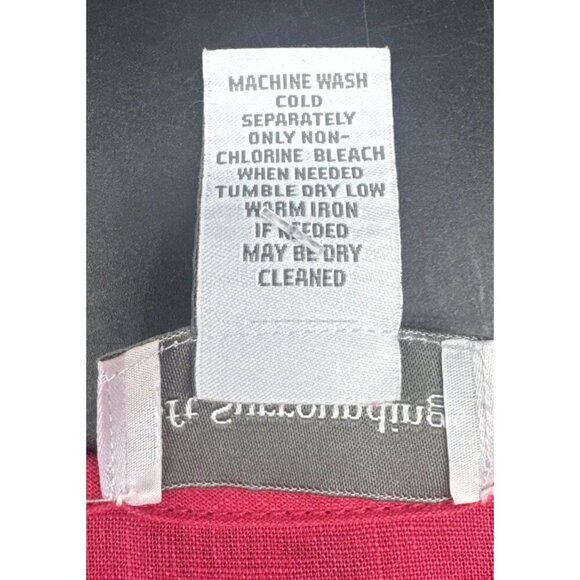 MACHINE WASH
COLD
SEPARATELY
ONLY NON-
CHLORINE BLEACH
WHEN NEEDED
TUMBLE DRY LOW
WARM IRON
IF NEEDED
MAY BE DRY
CLEANED